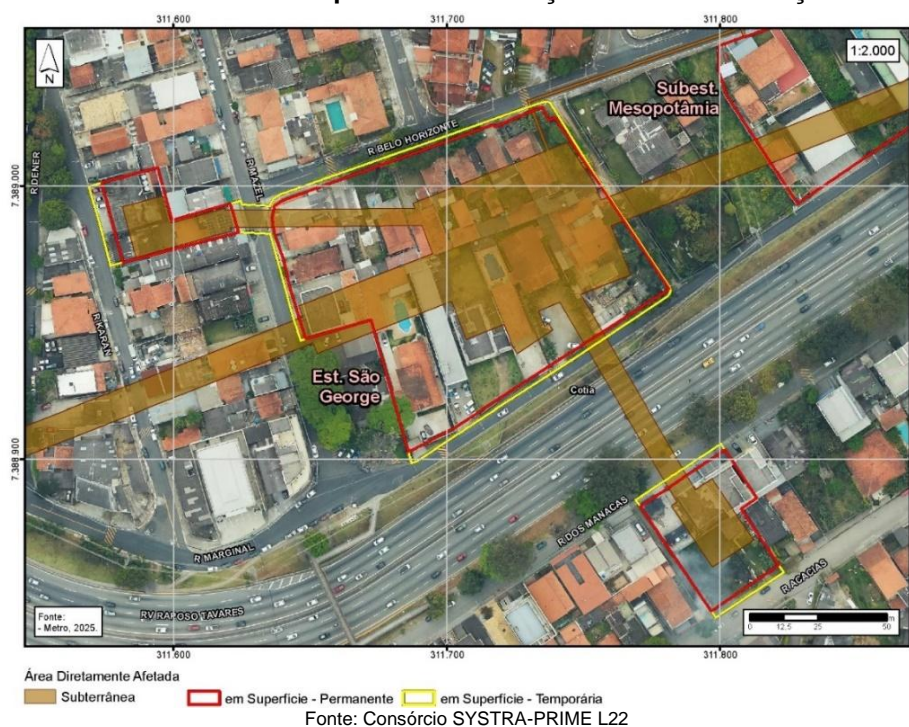 311.600 311.700 311.800
N
1:2.000
Subest.
Mesopotâmia
R BELO HORIZONTE
R DENER
R MAZEL
7.389.000
R KARAN
Est. São
George
Cotia
7.388.900
R DOS MANACAS
R MARGINAL
R ACACIAS
RV RAPOSO TAVARES
Fonte:
- Metro, 2025.
0 12,5 25 50
m
311.600 311.700 311.800
Área Diretamente Afetada
Subterrânea em Superfície - Permanente em Superfície - Temporária
Fonte: Consórcio SYSTRA-PRIME L22